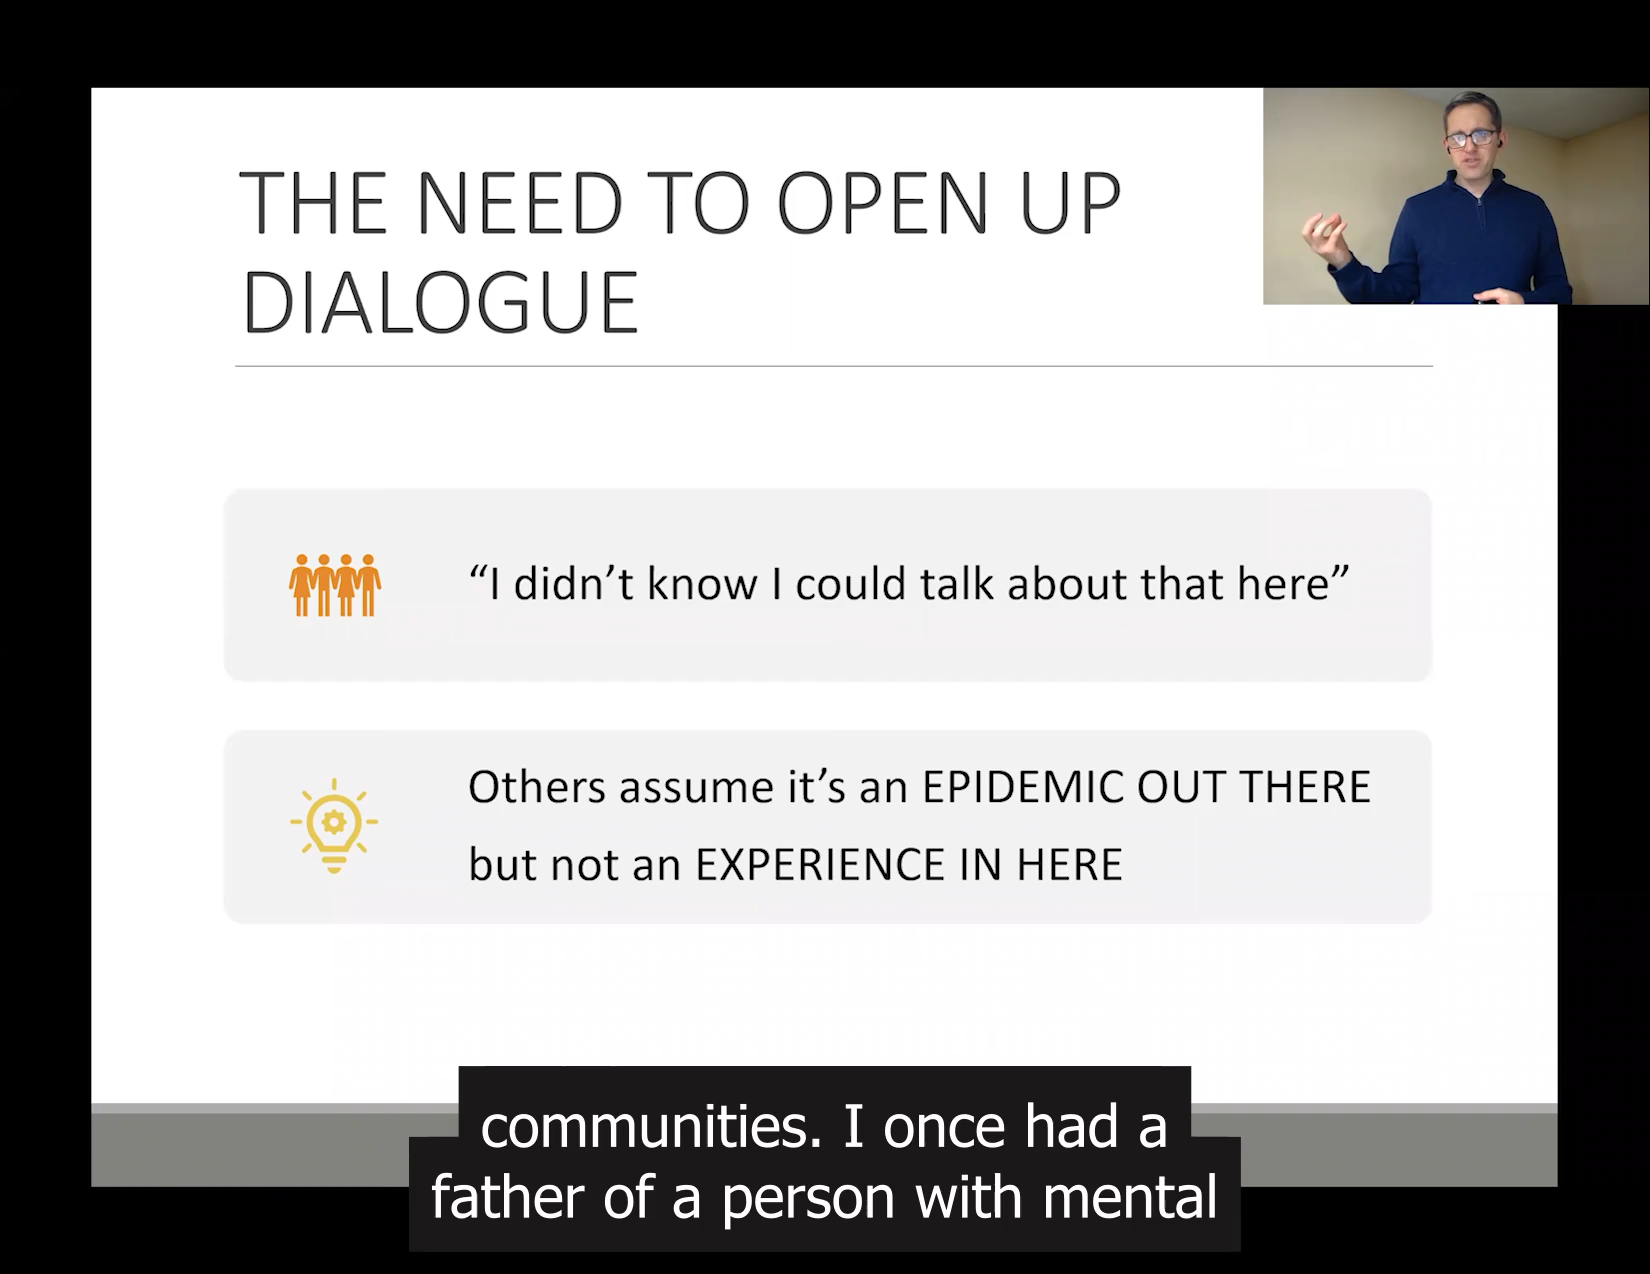 THE NEED TO OPEN UP
DIALOGUE
“I didn’t know I could talk about that here”
Others assume it’s an EPIDEMIC OUT THERE
but not an EXPERIENCE IN HERE
communities. I once had a
father of a person with mental